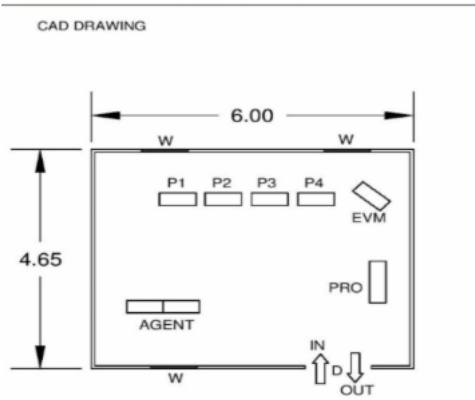 CAD DRAWING
6.00
W W
P1 P2 P3 P4
EVM
4.65
PRO
AGENT
IN
W D
OUT